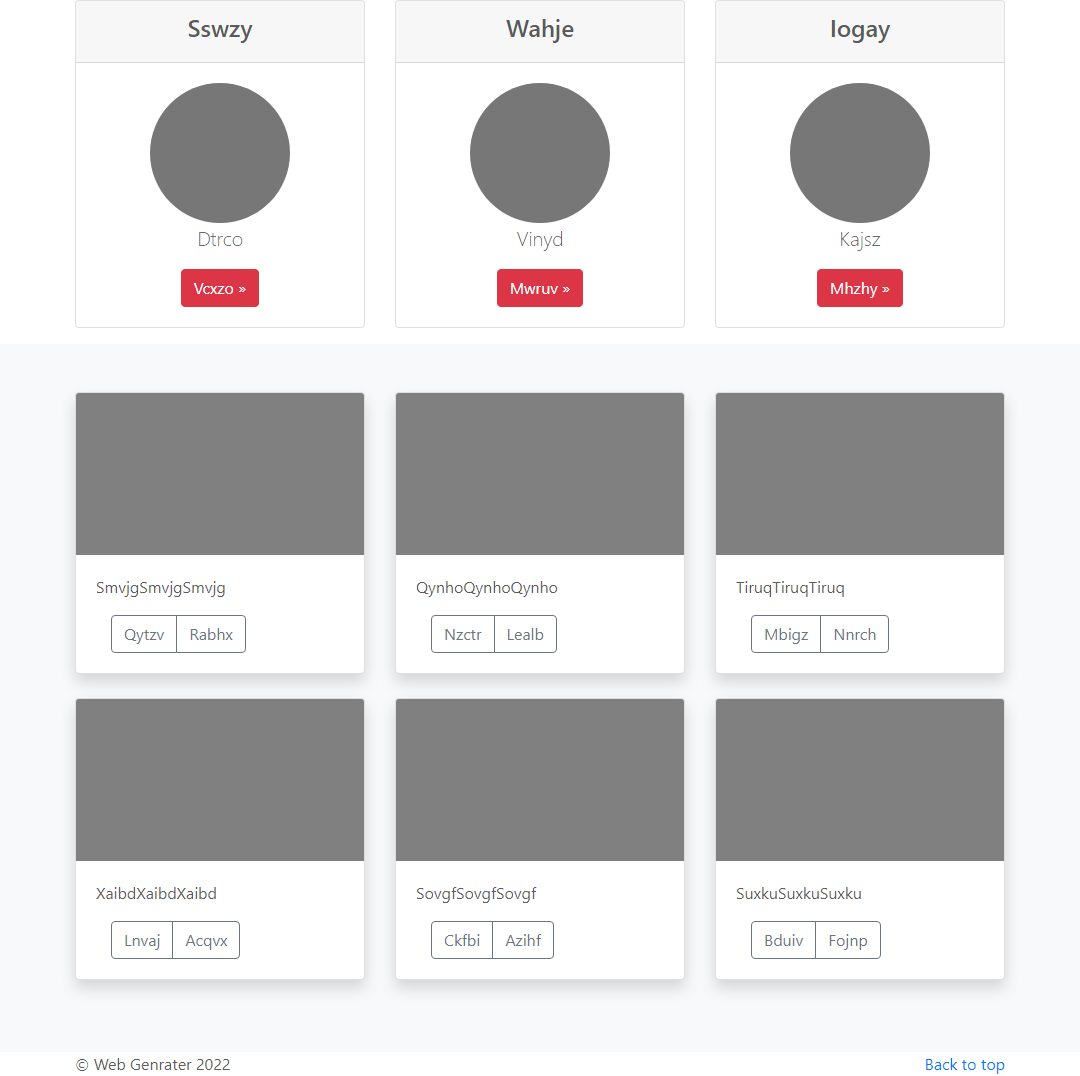 Sswzy
Wahje
Iogay
Dtrco
Vinyd
Kajsz
Vcxzo »
Mwruv »
Mhzhy »
SmvjgSmvjgSmvjg
QynhoQynhoQynho
TiruqTiruqTiruq
Qytzv Rabhx
Nzctr Lealb
Mbigz Nnrch
XaibdXaibdXaibd
SovgfSovgfSovgf
SuxkuSuxkuSuxku
Lnvaj Acqvx
Ckfbi Azihf
Bduiv Fojnp
© Web Genrater 2022
Back to top